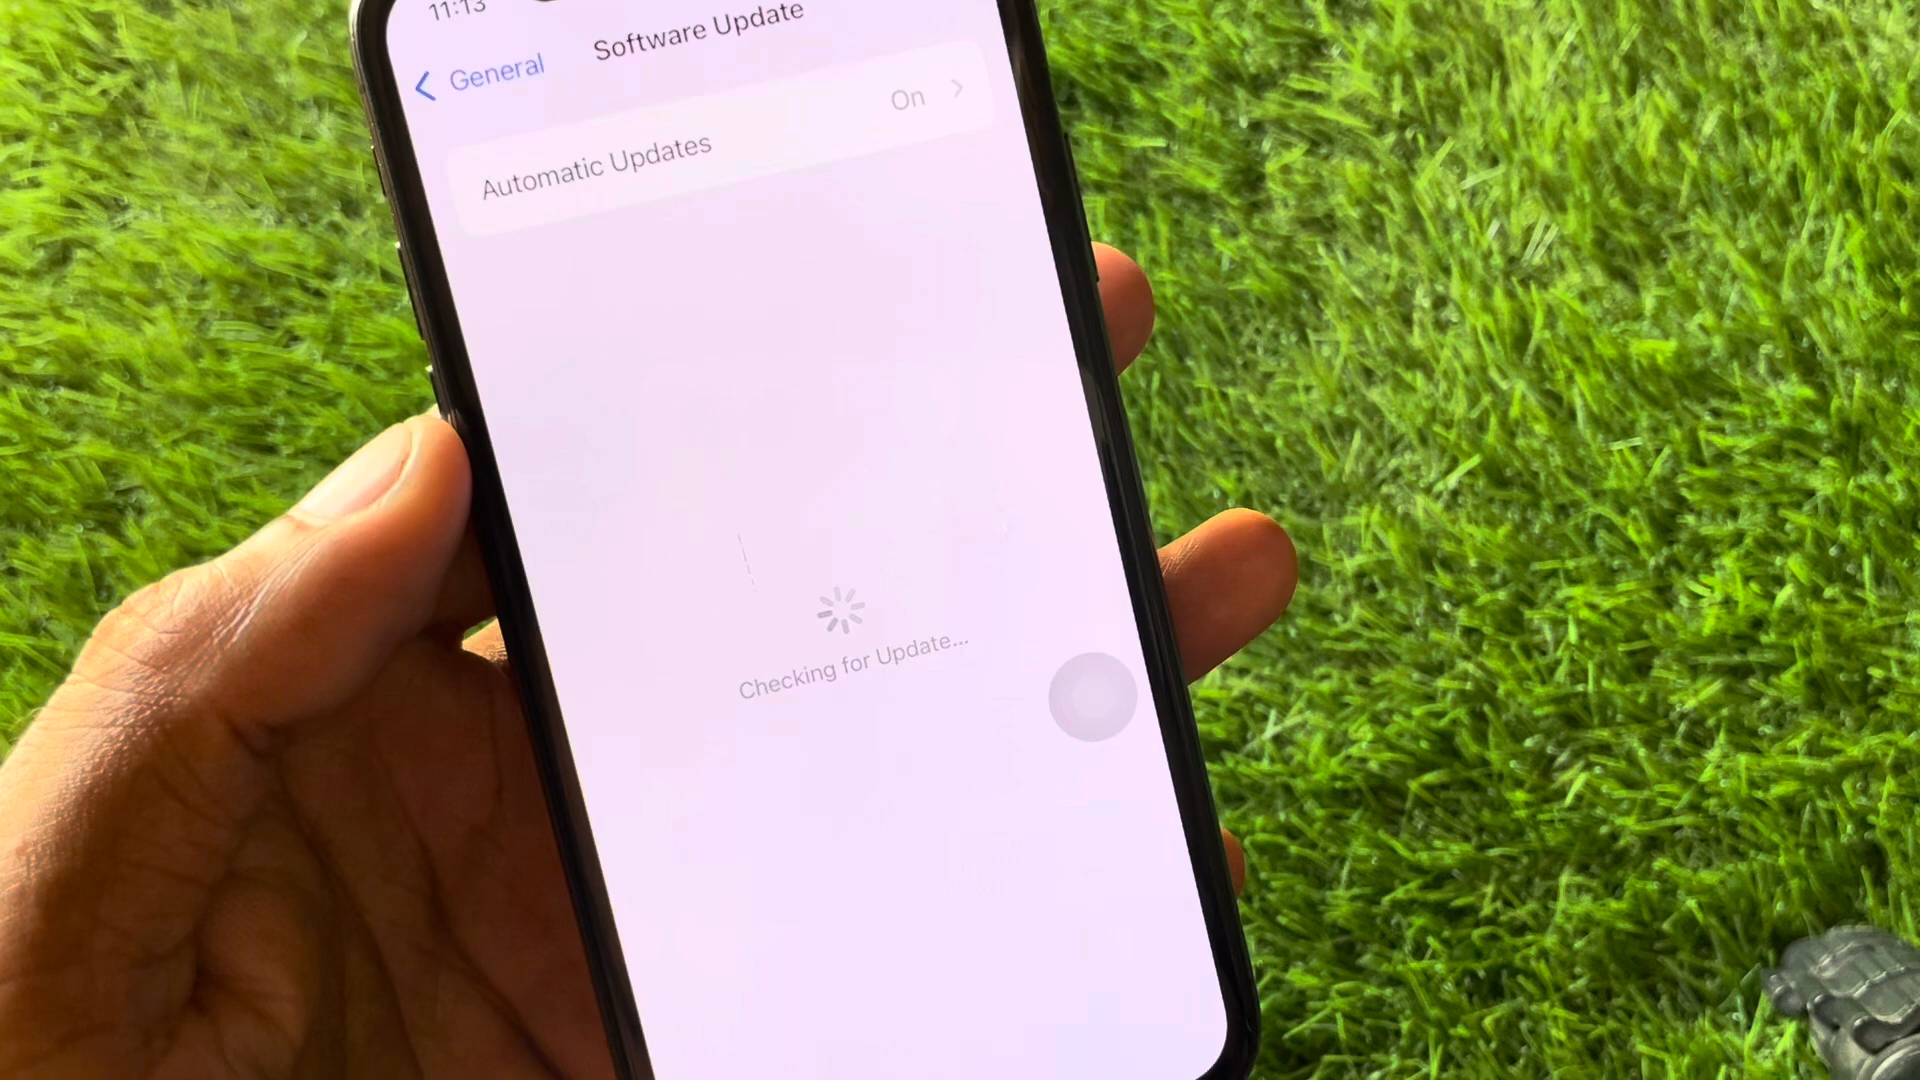 11:13
General
Software Update
Automatic Updates
On
Checking for Update...